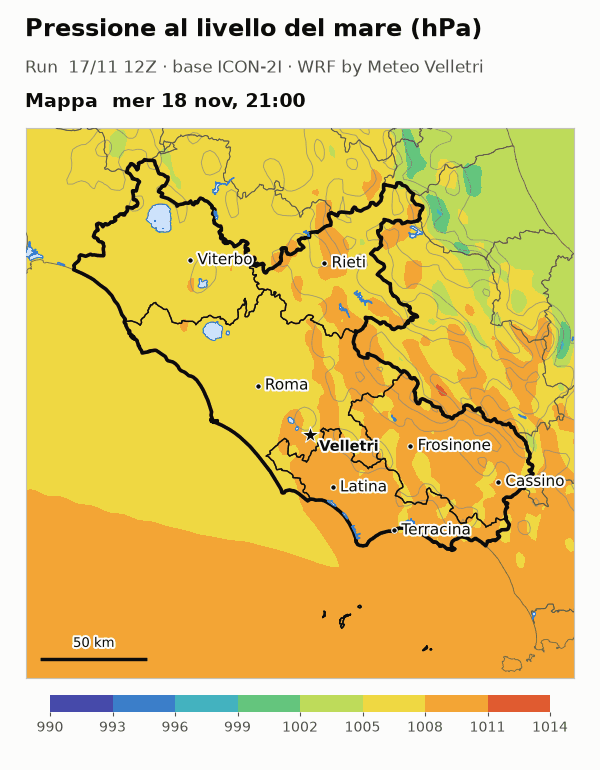 Pressione al livello del mare (hPa)
Run  17/11 12Z · base ICON-2I · WRF by Meteo Velletri
Mappa  mer 18 nov, 21:00
Viterbo
Rieti
Roma
Velletri
Frosinone
Latina
Cassino
Terracina
50 km
990 993 996 999 1002 1005 1008 1011 1014